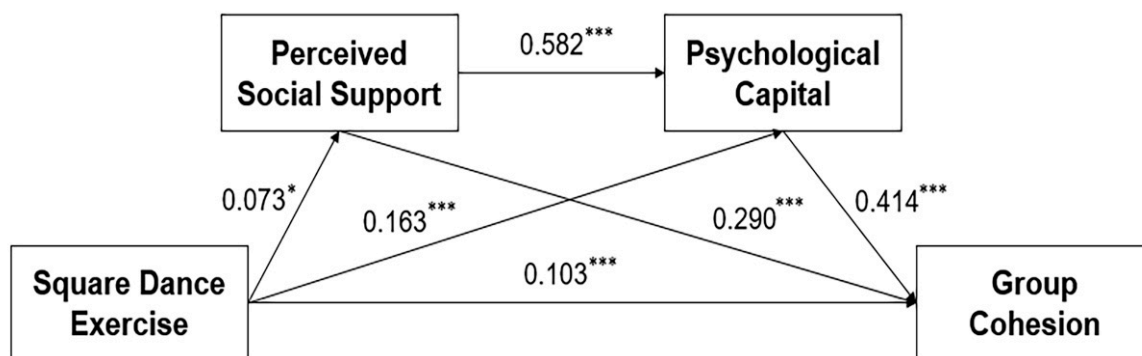 0.582***
Perceived
Social Support
Psychological
Capital
0.073*
0.163***
0.290***
0.414***
0.103***
Square Dance
Exercise
Group
Cohesion